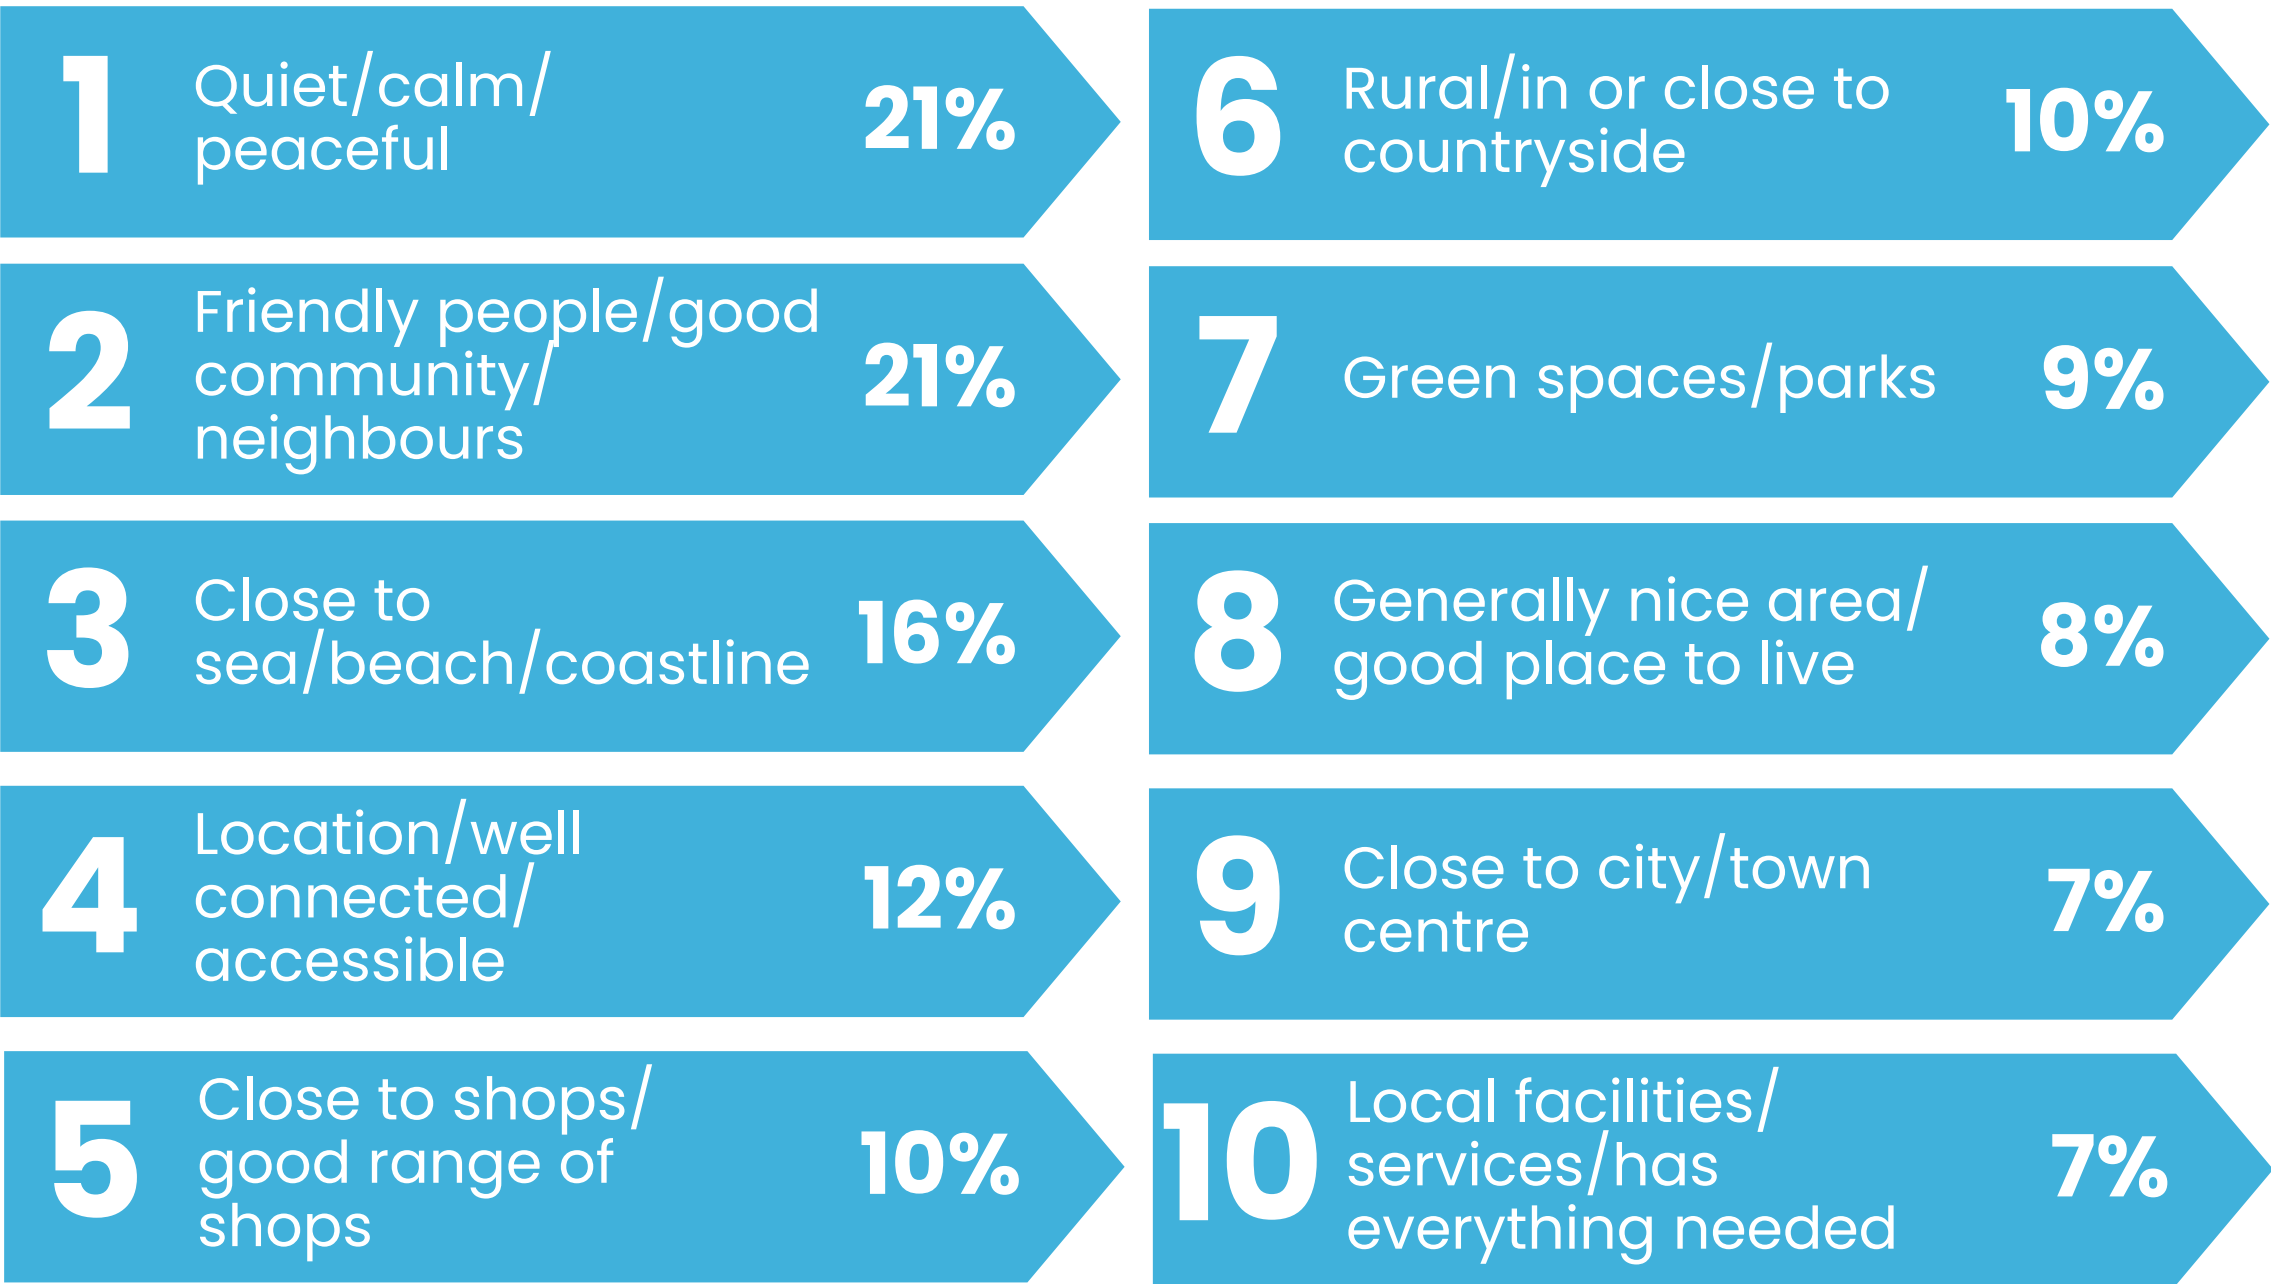 1
Quiet/calm/
peaceful
21%
2
Friendly people/good
community/
neighbours
21%
3
Close to
sea/beach/coastline
16%
4
Location/well
connected/
accessible
12%
5
Close to shops/
good range of
shops
10%
6
Rural/in or close to
countryside
10%
7
Green spaces/parks
9%
8
Generally nice area/
good place to live
8%
9
Close to city/town
centre
7%
10
Local facilities/
services/has
everything needed
7%